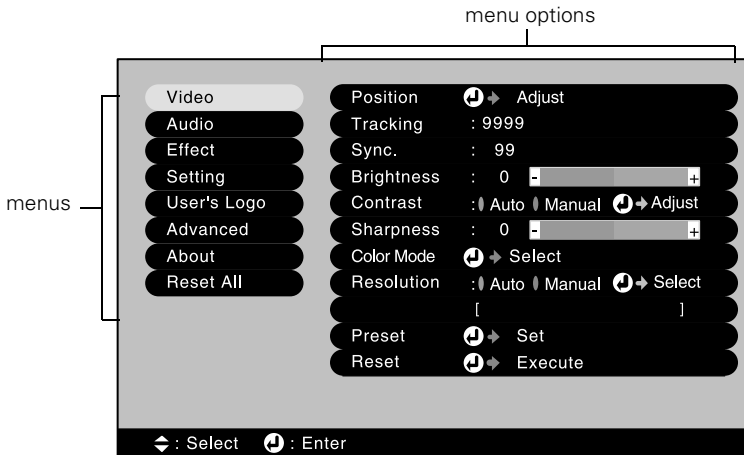 menu options
menus
Video
Audio
Effect
Setting
User's Logo
Advanced
About
Reset All
Position Adjust
Tracking : 9999
Sync. : 99
Brightness : 0 - +
Contrast : Auto Manual Adjust
Sharpness : 0 - +
Color Mode Select
Resolution : Auto Manual Select
[ ]
Preset Set
Reset Execute
: Select : Enter